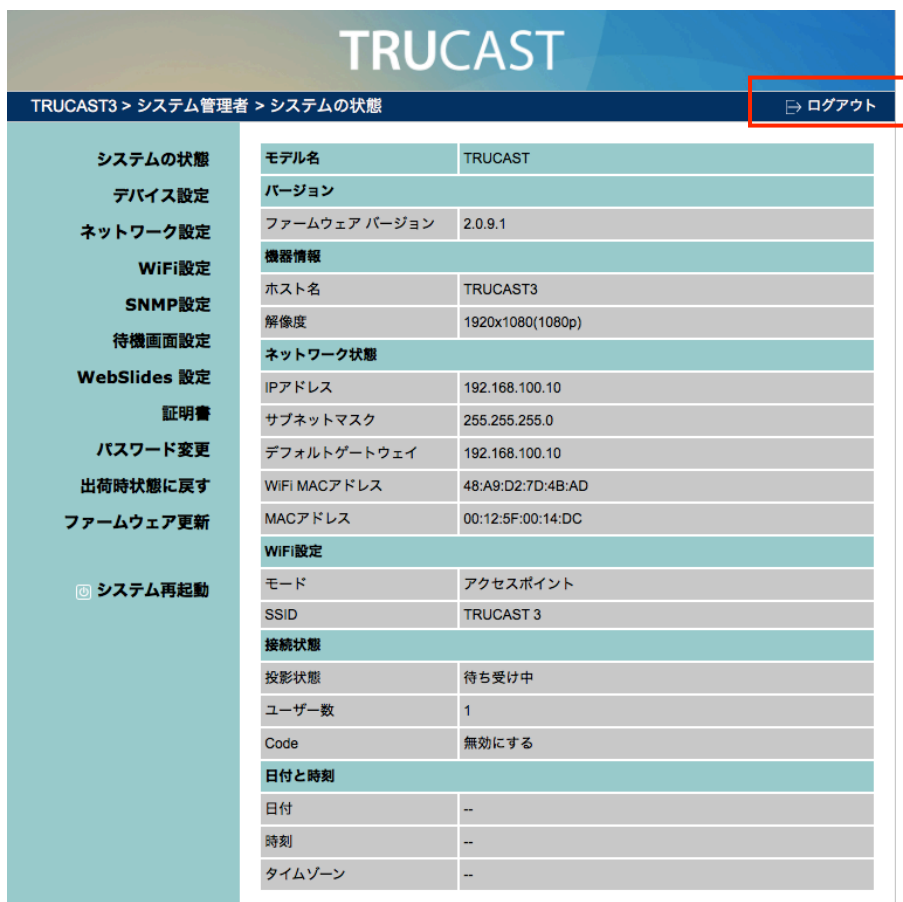 TRUCAST
TRUCAST3 > システム管理者 > システムの状態
ログアウト
システムの状態
デバイス設定
ネットワーク設定
WiFi設定
SNMP設定
待機画面設定
WebSlides 設定
証明書
パスワード変更
出荷時状態に戻す
ファームウェア更新
システム再起動
モデル名 TRUCAST
バージョン
ファームウェア バージョン 2.0.9.1
機器情報
ホスト名 TRUCAST3
解像度 1920x1080(1080p)
ネットワーク状態
IPアドレス 192.168.100.10
サブネットマスク 255.255.255.0
デフォルトゲートウェイ 192.168.100.10
WiFi MACアドレス 48:A9:D2:7D:4B:AD
MACアドレス 00:12:5F:00:14:DC
WiFi設定
モード アクセスポイント
SSID TRUCAST 3
接続状態
投影状態 待ち受け中
ユーザー数 1
Code 無効にする
日付と時刻
日付 --
時刻 --
タイムゾーン --